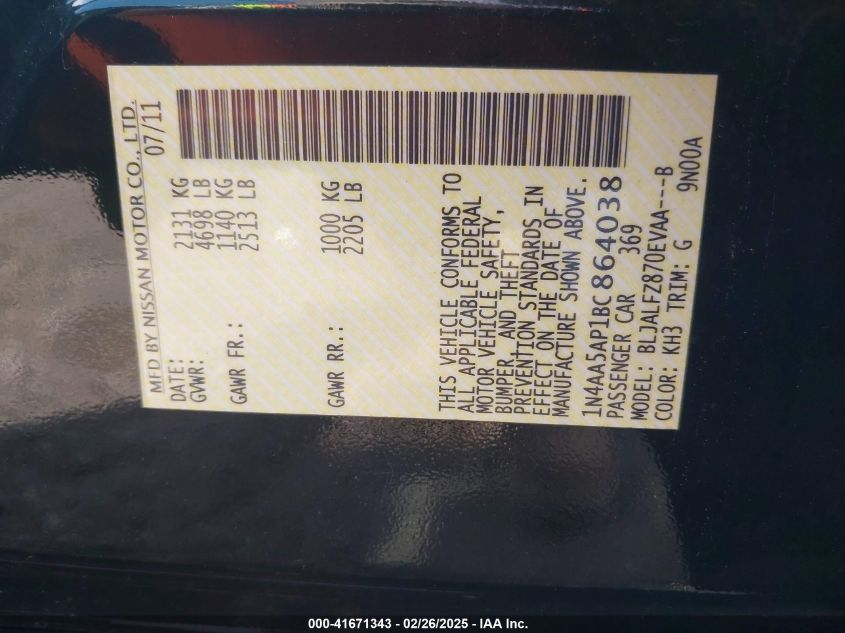 MFD BY NISSAN MOTOR CO., LTD.
DATE: 07/11
GVWR: 2131 KG
4698 LB
GAWR FR.: 1140 KG
2513 LB
GAWR RR.: 1000 KG
2205 LB
THIS VEHICLE CONFORMS TO
ALL APPLICABLE FEDERAL
MOTOR VEHICLE SAFETY,
BUMPER, AND THEFT
PREVENTION STANDARDS IN
EFFECT ON THE DATE OF
MANUFACTURE SHOWN ABOVE.
1N4AA5AP1BC864038
PASSENGER CAR 369
MODEL: BLJALFZ870EVAA---B
COLOR: KH3 TRIM: G 9N00A
000-41671343 - 02/26/2025 - IAA Inc.